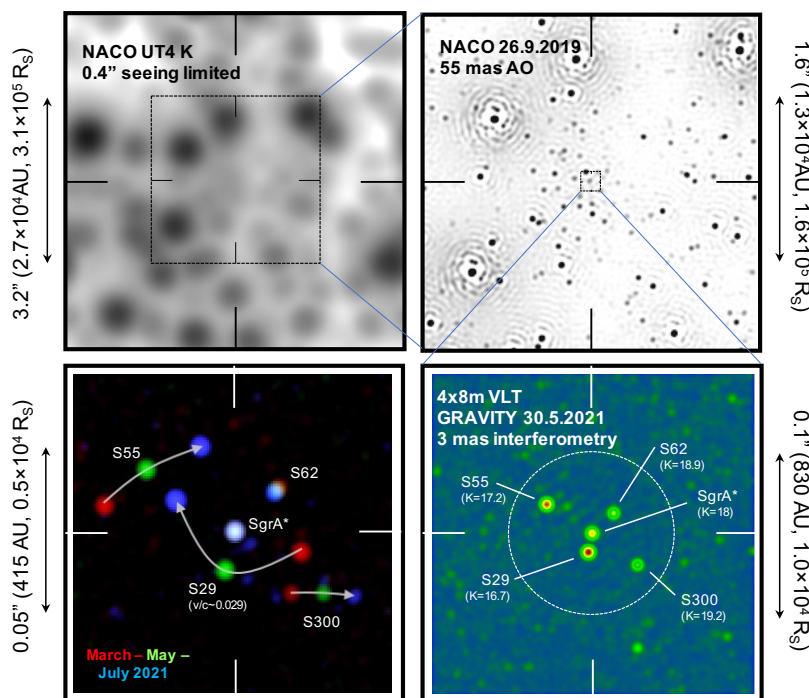 NACO UT4 K
0.4” seeing limited
3.2” (2.7×10⁴AU, 3.1×10⁵ Rₛ)
NACO 26.9.2019
55 mas AO
1.6” (1.3×10⁴AU, 1.6×10⁵ Rₛ)
S55
S62
SgrA*
S29
(v/c~0.029)
S300
March – May –
July 2021
0.05” (415 AU, 0.5×10⁴ Rₛ)
4x8m VLT
GRAVITY 30.5.2021
3 mas interferometry
S62
(K=18.9)
S55
(K=17.2)
SgrA*
(K=18)
S29
(K=16.7)
S300
(K=19.2)
0.1” (830 AU, 1.0×10⁴ Rₛ)